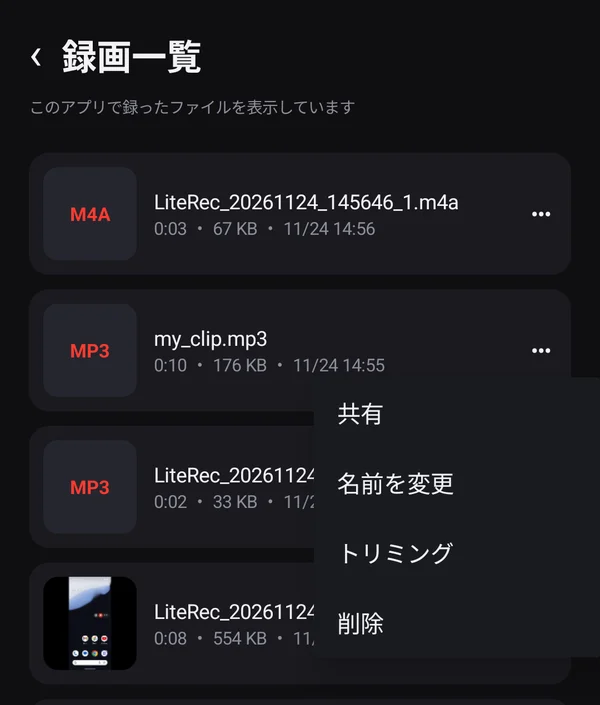 録画一覧
このアプリで録ったファイルを表示しています
M4A
LiteRec_20261124_145646_1.m4a
0:03 • 67 KB • 11/24 14:56
MP3
my_clip.mp3
0:10 • 176 KB • 11/24 14:55
共有
名前を変更
トリミング
削除
MP3
LiteRec_20261124
0:02 • 33 KB • 11/2
LiteRec_20261124
0:08 • 554 KB • 11/